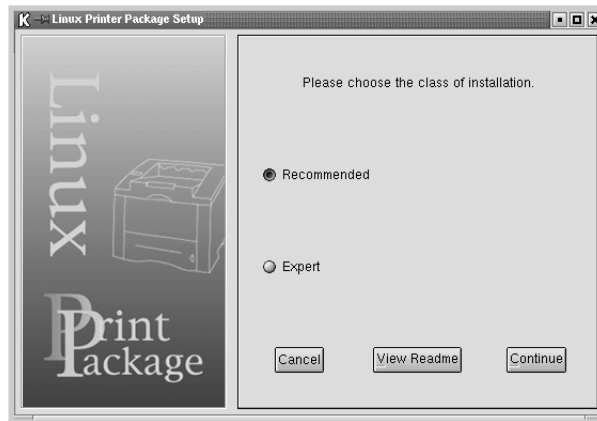 Linux Printer Package Setup
Linux
Print
Package
Please choose the class of installation.
Recommended
Expert
Cancel
View Readme
Continue